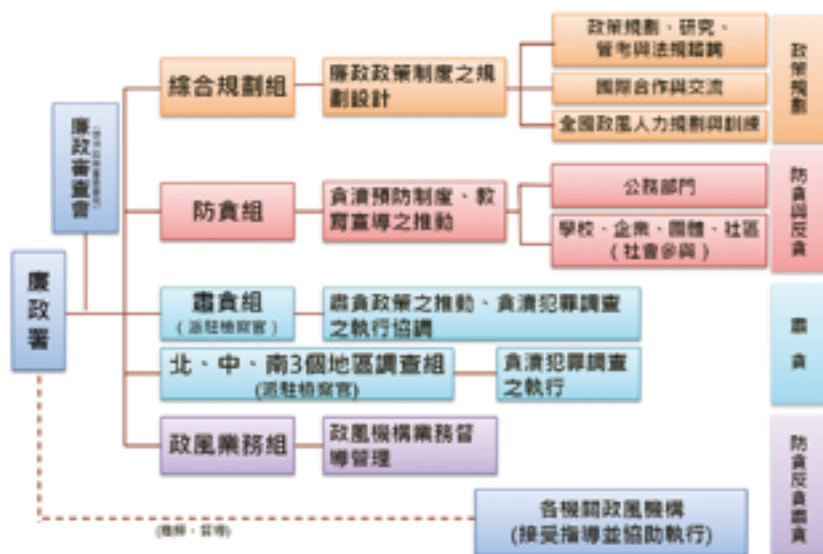 廉政署
廉政審查會
綜合規劃組
廉政政策制度之規
劃設計
政策規劃、研究、
管考與法規諮詢
國際合作與交流
全國政風人力規劃與訓練
政策規劃
防貪組
貪瀆預防制度、教
育宣導之推動
公務部門
學校、企業、團體、社區
(社會參與)
防貪與反貪
肅貪組
(派駐檢察官)
肅貪政策之推動、貪瀆犯罪調查
之執行協調
北、中、南3個地區調查組
(派駐檢察官)
貪瀆犯罪調查
之執行
肅貪
政風業務組
政風機構業務督
導管理
防貪反貪肅貪
各機關政風機構
(接受指導並協助執行)